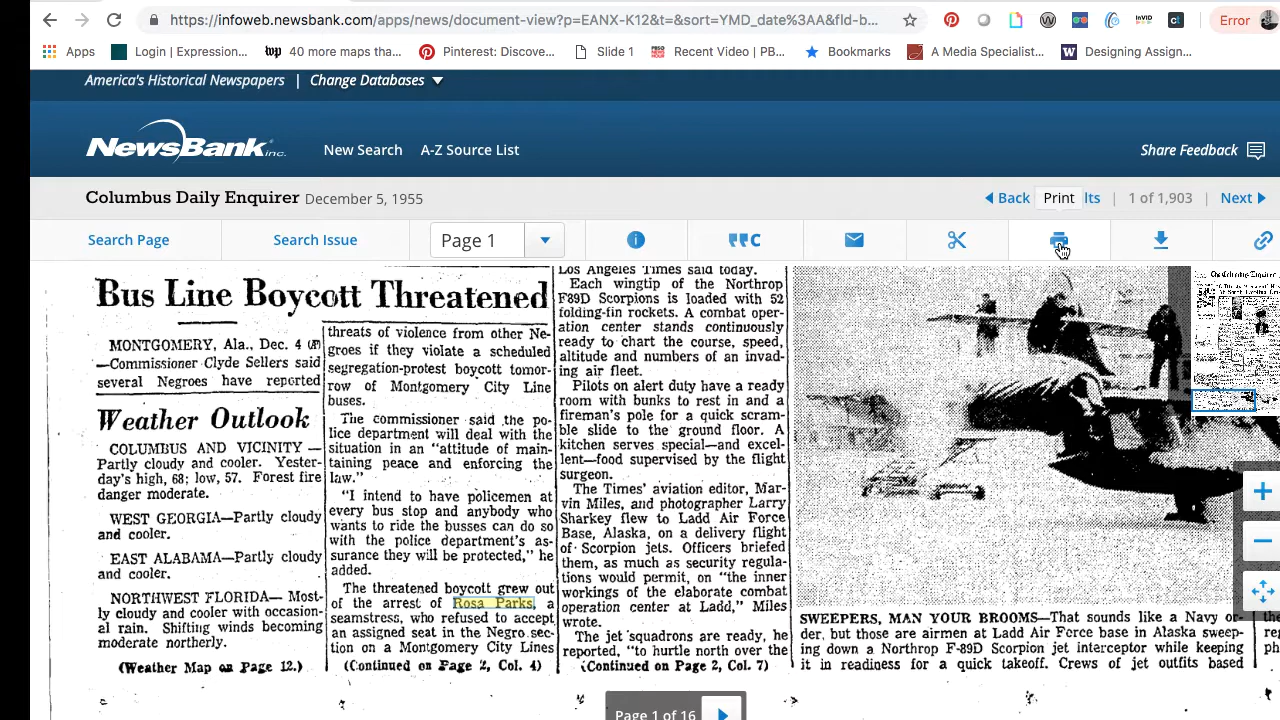 https://infoweb.newsbank.com/apps/news/document-view?p=EANX-K12&t=&sort=YMD_date%3AA&fld-b...
inVID
ct
Error
Apps
Login | Expression...
wp 40 more maps tha...
Pinterest: Discove...
Slide 1
Recent Video | PB...
Bookmarks
A Media Specialist...
W Designing Assign...
America's Historical Newspapers | Change Databases
NewsBank inc.
New Search
A-Z Source List
Share Feedback
Columbus Daily Enquirer December 5, 1955
Back
Print
lts
| 1 of 1,903 |
Next
Search Page
Search Issue
Page 1
C
Bus Line Boycott Threatened
MONTGOMERY, Ala., Dec. 4
—Commissioner Clyde Sellers said
several Negroes have reported
Weather Outlook
COLUMBUS AND VICINITY —
Partly cloudy and cooler. Yester-
day's high, 68; low, 57. Forest fire
danger moderate.
WEST GEORGIA—Partly cloudy
and cooler.
EAST ALABAMA—Partly cloudy
and cooler.
NORTHWEST FLORIDA— Most-
ly cloudy and cooler with occasion-
al rain. Shifting winds becoming
moderate northerly.
(Weather Map on Page 12.)
threats of violence from other Ne-
groes if they violate a scheduled
segregation-protest boycott tomor-
row of Montgomery City Line
buses.
The commissioner said the po-
lice department will deal with the
situation in an "attitude of main-
taining peace and enforcing the
law."
"I intend to have policemen at
every bus stop and anybody who
wants to ride the busses can do so
with the police department's as-
surance they will be protected," he
added.
The threatened boycott grew out
of the arrest of Rosa Parks, a
seamstress, who refused to accept
an assigned seat in the Negro sec-
tion on a Montgomery City Lines
(Continued on Page 2, Col. 4)
Los Angeles Times said today.
Each wingtip of the Northrop
F89D Scorpions is loaded with 52
folding-fin rockets. A combat oper-
ation center stands continuously
ready to chart the course, speed,
altitude and numbers of an invad-
ing air fleet.
Pilots on alert duty have a ready
room with bunks to rest in and a
fireman's pole for a quick scram-
ble slide to the ground floor. A
kitchen serves special—and excel-
lent—food supervised by the flight
surgeon.
The Times' aviation editor, Mar-
vin Miles, and photographer Larry
Sharkey flew to Ladd Air Force
Base, Alaska, on a delivery flight
of Scorpion jets. Officers briefed
them, as much as security regula-
tions would permit, on "the inner
workings of the elaborate combat
operation center at Ladd," Miles
wrote.
The jet squadrons are ready, he
reported, "to hurtle north over the
(Continued on Page 2, Col. 7)
SWEEPERS, MAN YOUR BROOMS—That sounds like a Navy or-
der, but those are airmen at Ladd Air Force base in Alaska sweep-
ing down a Northrop F-89D Scorpion jet interceptor while keeping
it in readiness for a quick takeoff. Crews of jet outfits based
Page 1 of 16